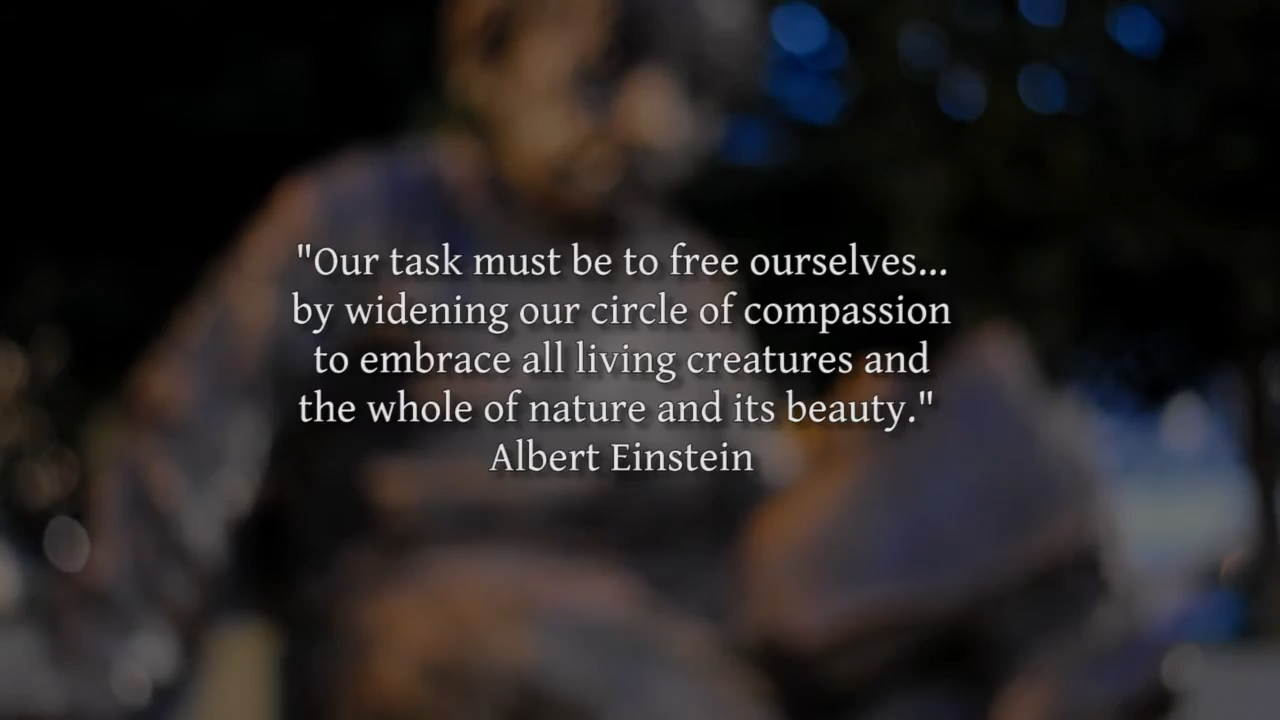 "Our task must be to free ourselves...
by widening our circle of compassion
to embrace all living creatures and
the whole of nature and its beauty."
Albert Einstein